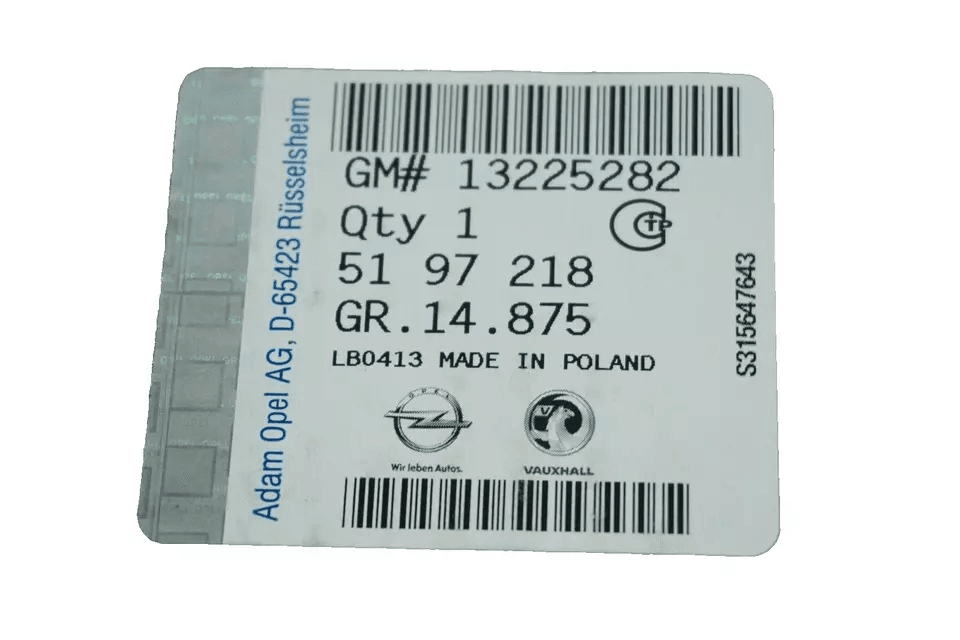 Adam Opel AG, D-65423 Rüsselsheim
GM# 13225282
Qty 1
51 97 218
GR.14.875
LB0413 MADE IN POLAND
OPEL
Wir leben Autos.
VAUXHALL
S315647643